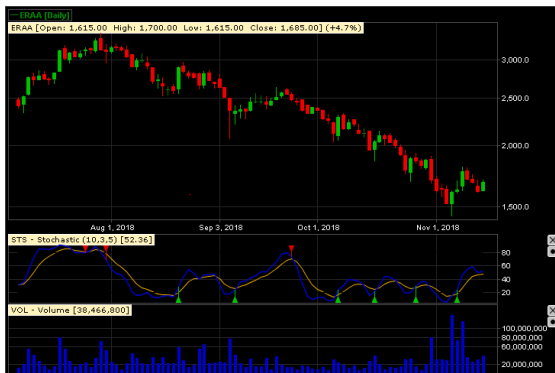 ERAA [Daily]
ERAA [Open: 1,615.00 High: 1,700.00 Low: 1,615.00 Close: 1,685.00] (+4.7%)
3,000.0
2,500.0
2,000.0
1,500.0
Aug 1, 2018 Sep 3, 2018 Oct 1, 2018 Nov 1, 2018
STS - Stochastic (10,3,5) [52.36]
80
60
40
20
VOL - Volume [38,466,800]
100,000,000
60,000,000
20,000,000